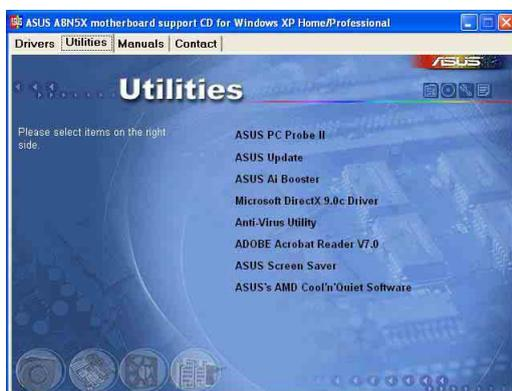 ASUS A8N5X motherboard support CD for Windows XP Home/Professional
Drivers Utilities Manuals Contact
ASUS
Utilities
Please select items on the right
side.
ASUS PC Probe II
ASUS Update
ASUS Ai Booster
Microsoft DirectX 9.0c Driver
Anti-Virus Utility
ADOBE Acrobat Reader V7.0
ASUS Screen Saver
ASUS's AMD Cool'n'Quiet Software